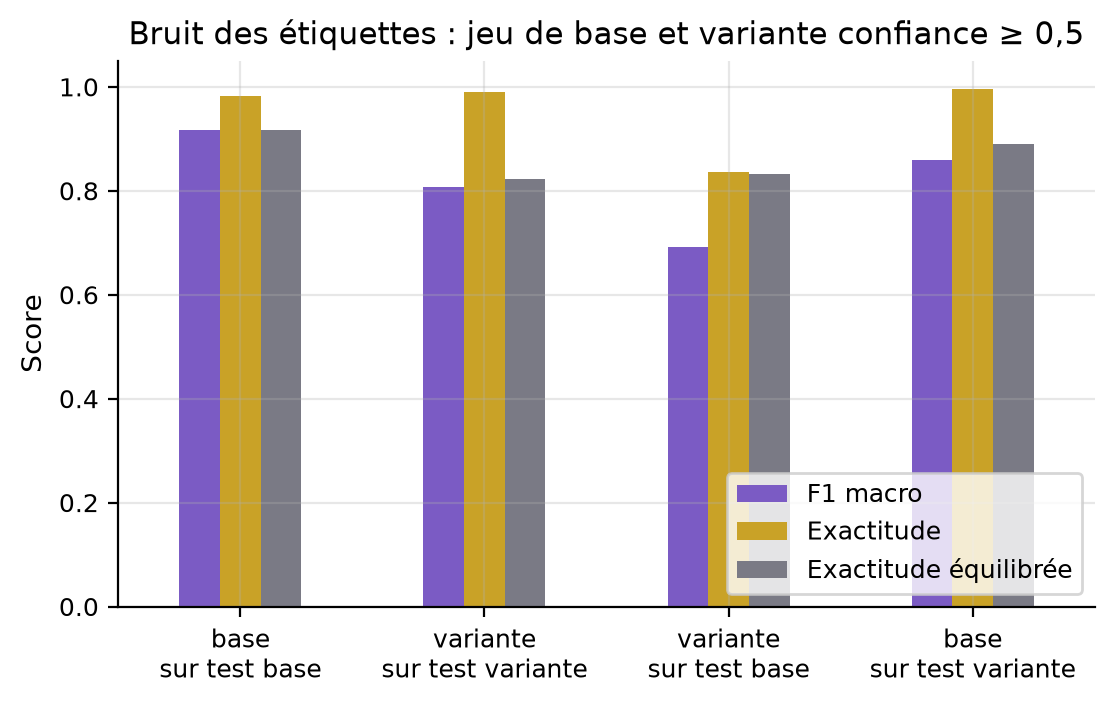 Bruit des étiquettes : jeu de base et variante confiance ≥ 0,5
Score
1.0
0.8
0.6
0.4
0.2
0.0
F1 macro
Exactitude
Exactitude équilibrée
base
sur test base
variante
sur test variante
variante
sur test base
base
sur test variante